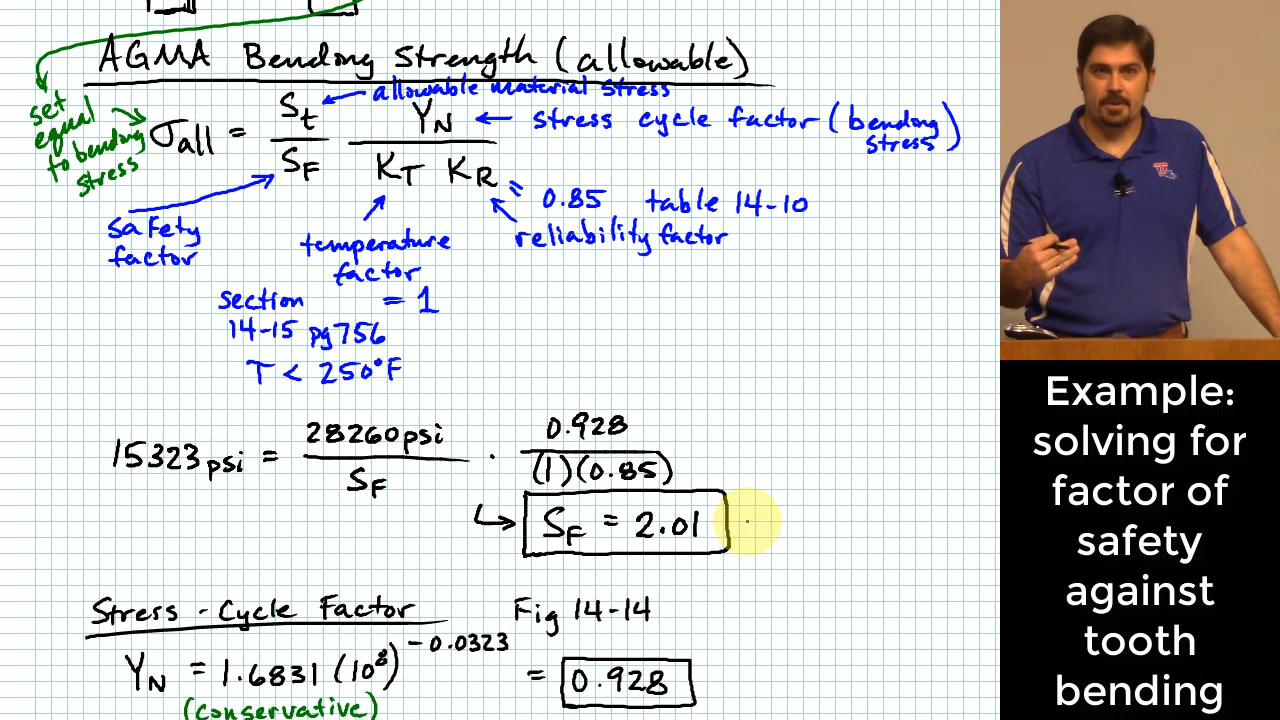 AGMA Bending Strength (allowable)
set equal to bending stress
σall = St / SF · YN / KT KR
allowable material stress
stress cycle factor (bending stress)
= 0.85 table 14-10
safety factor
temperature factor
reliability factor
section = 1
14-15 pg 756
T < 250°F
15323 psi = 28260 psi / SF · 0.928 / (1)(0.85)
SF = 2.01
Stress - Cycle Factor Fig 14-14
YN = 1.6831 (10⁸)^-0.0323 = 0.928
(conservative)
Example:
solving for
factor of
safety
against
tooth
bending